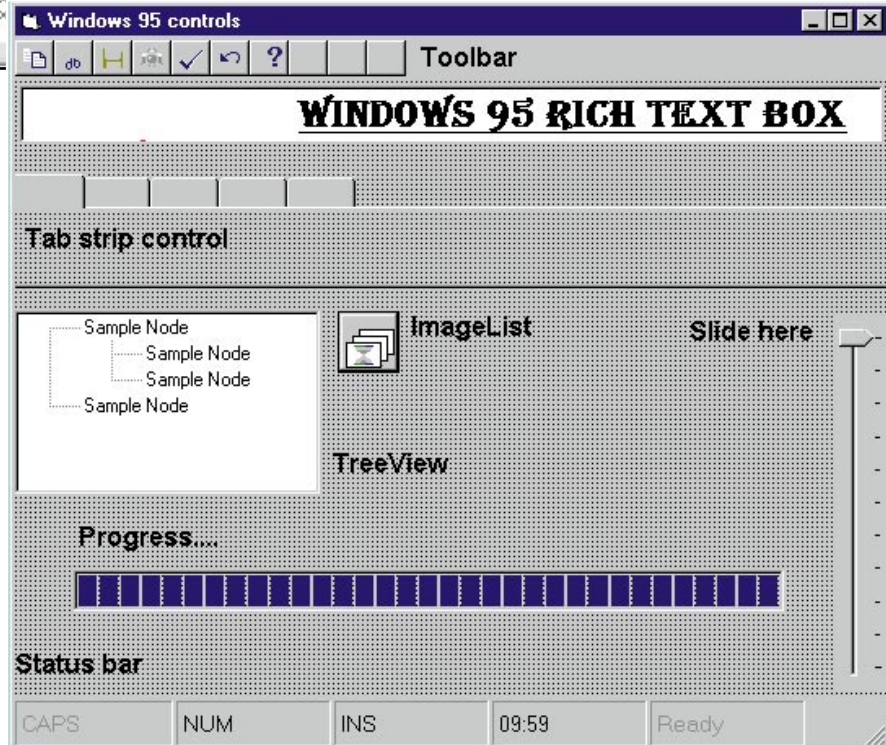 Windows 95 controls
db
?
Toolbar
WINDOWS 95 RICH TEXT BOX
Tab strip control
Sample Node
Sample Node
Sample Node
Sample Node
ImageList
Slide here
TreeView
Progress....
Status bar
CAPS NUM INS 09:59 Ready